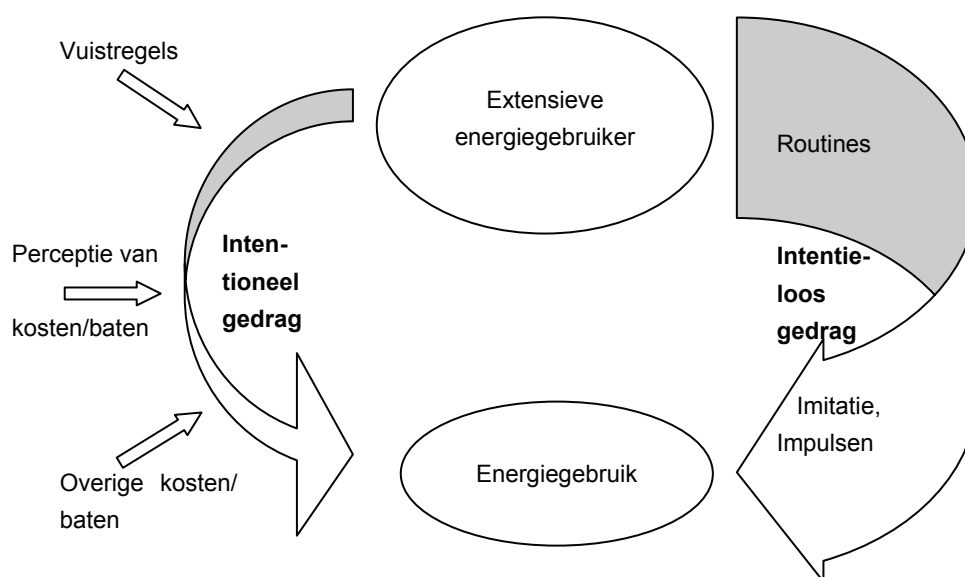 Vuistregels
Extensieve
energiegebruiker
Routines
Perceptie van
kosten/baten
Inten-
tioneel
gedrag
Intentie-
loos
gedrag
Imitatie,
Impulsen
Energiegebruik
Overige kosten/
baten